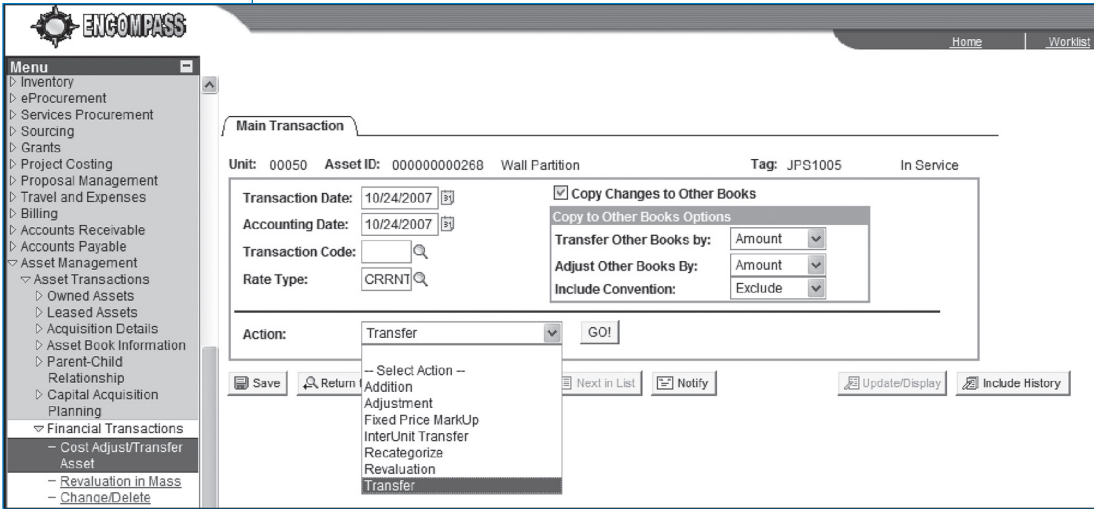 ENCOMPASS
Home
Worklist
Menu
Inventory
eProcurement
Services Procurement
Sourcing
Grants
Project Costing
Proposal Management
Travel and Expenses
Billing
Accounts Receivable
Accounts Payable
Asset Management
Asset Transactions
Owned Assets
Leased Assets
Acquisition Details
Asset Book Information
Parent-Child
Relationship
Capital Acquisition
Planning
Financial Transactions
– Cost Adjust/Transfer
Asset
– Revaluation in Mass
– Change/Delete
Main Transaction
Unit: 00050 Asset ID: 000000000268 Wall Partition Tag: JPS1005 In Service
Transaction Date: 10/24/2007
Accounting Date: 10/24/2007
Transaction Code:
Rate Type: CRRNT
Copy Changes to Other Books
Copy to Other Books Options
Transfer Other Books by: Amount
Adjust Other Books By: Amount
Include Convention: Exclude
Action: Transfer GO!
-- Select Action --
Addition
Adjustment
Fixed Price MarkUp
InterUnit Transfer
Recategorize
Revaluation
Transfer
Save Return Next in List Notify Update/Display Include History